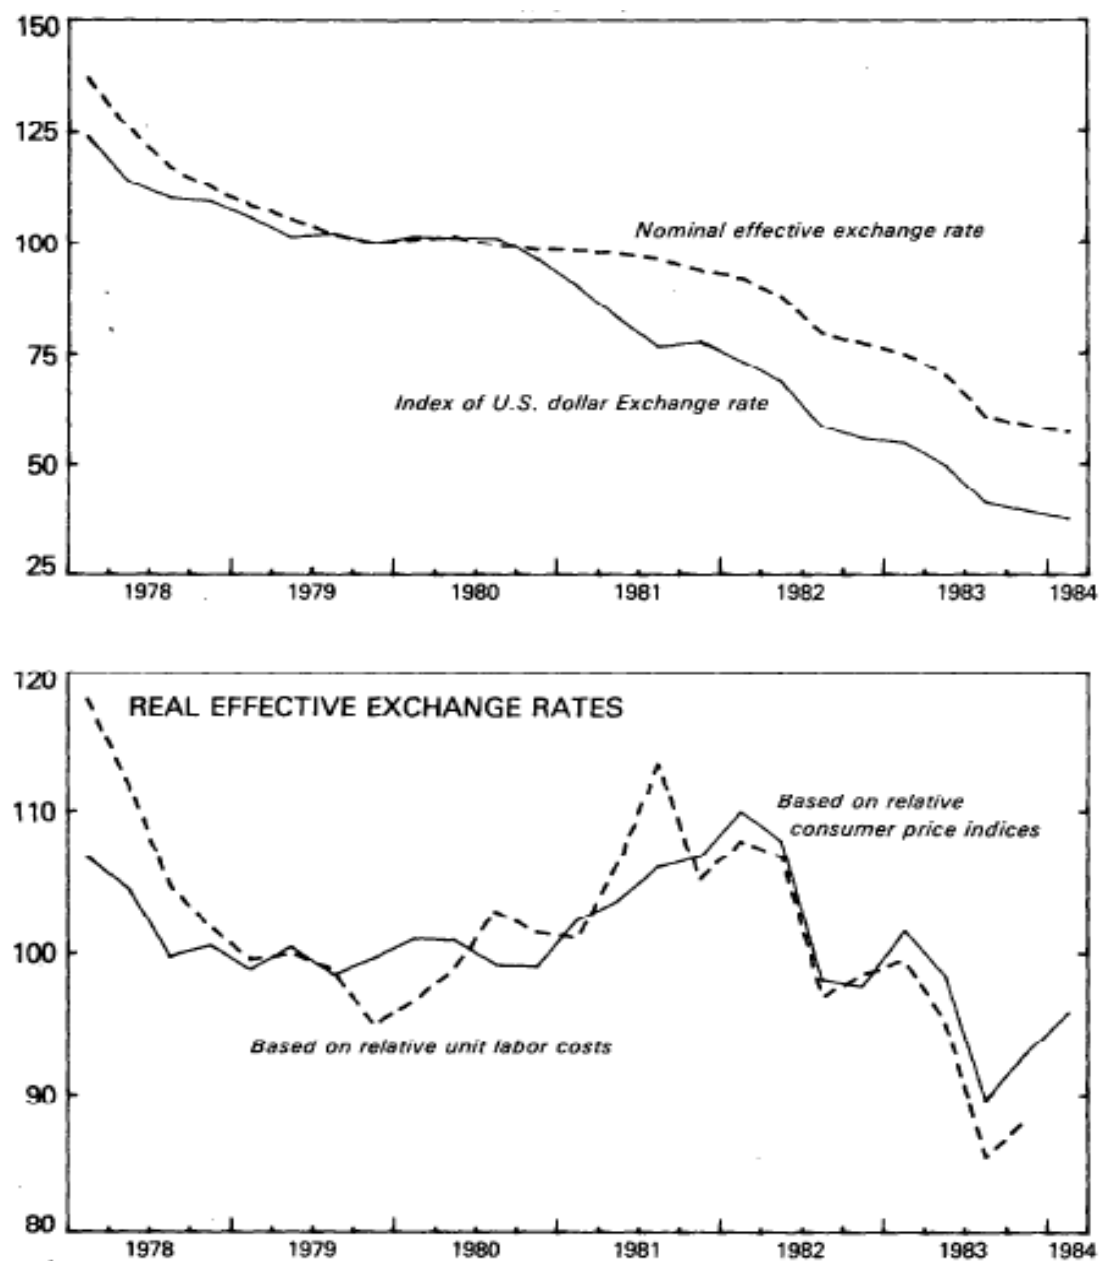 150
125
100
75
50
25
Nominal effective exchange rate
Index of U.S. dollar Exchange rate
1978 1979 1980 1981 1982 1983 1984
120
110
100
90
80
REAL EFFECTIVE EXCHANGE RATES
Based on relative
consumer price indices
Based on relative unit labor costs
1978 1979 1980 1981 1982 1983 1984